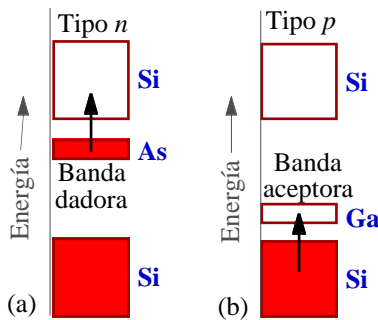 Tipo n
Si
As
Banda
dadora
Si
Energía
(a)
Tipo p
Si
Banda
aceptora
Ga
Si
Energía
(b)